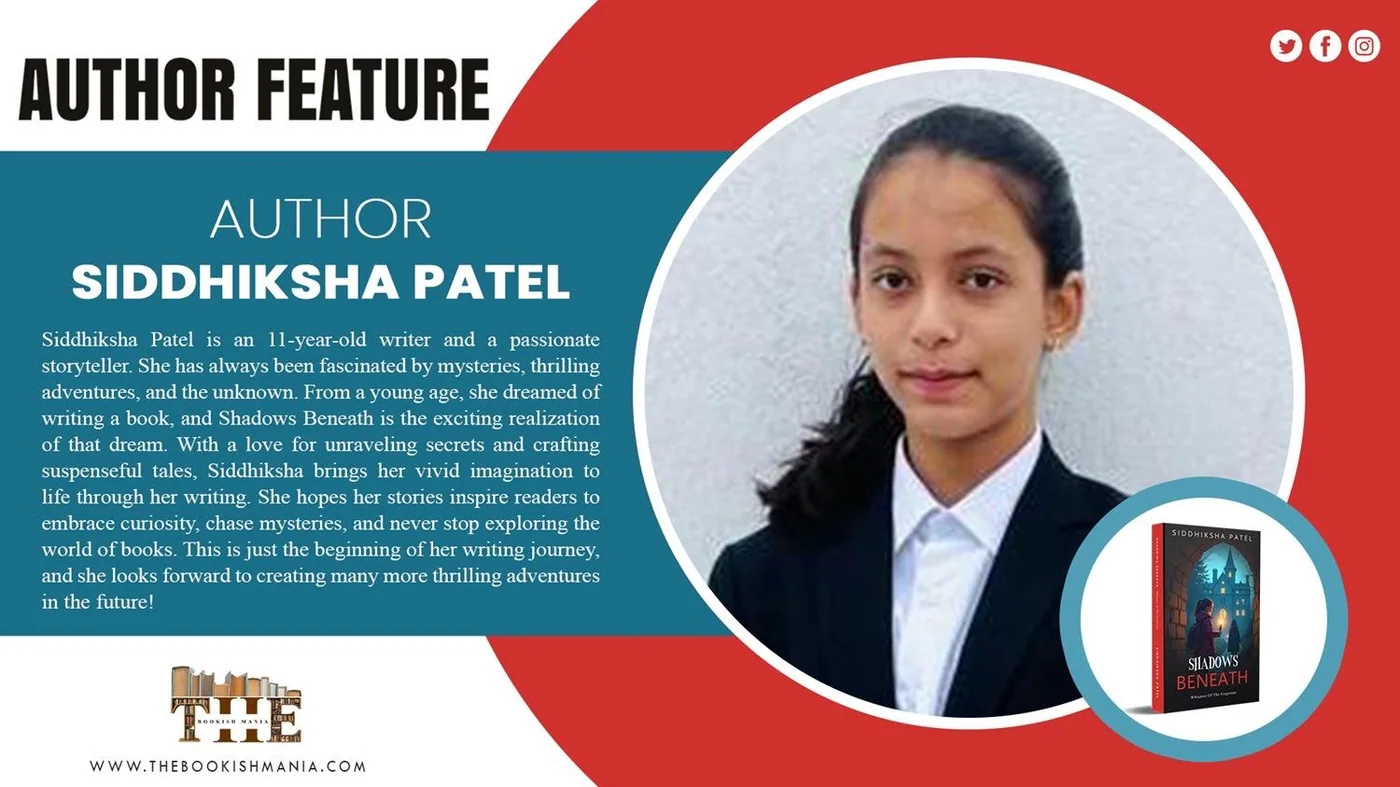 AUTHOR FEATURE
AUTHOR
SIDDHIKSHA PATEL
Siddhiksha Patel is an 11-year-old writer and a passionate
storyteller. She has always been fascinated by mysteries, thrilling
adventures, and the unknown. From a young age, she dreamed of
writing a book, and Shadows Beneath is the exciting realization
of that dream. With a love for unraveling secrets and crafting
suspenseful tales, Siddhiksha brings her vivid imagination to
life through her writing. She hopes her stories inspire readers to
embrace curiosity, chase mysteries, and never stop exploring the
world of books. This is just the beginning of her writing journey,
and she looks forward to creating many more thrilling adventures
in the future!
THE
BOOKISH MANIA
WWW.THEBOOKISHMANIA.COM
SIDDHIKSHA PATEL
SHADOWS
BENEATH
Whispers Of The Forgotten